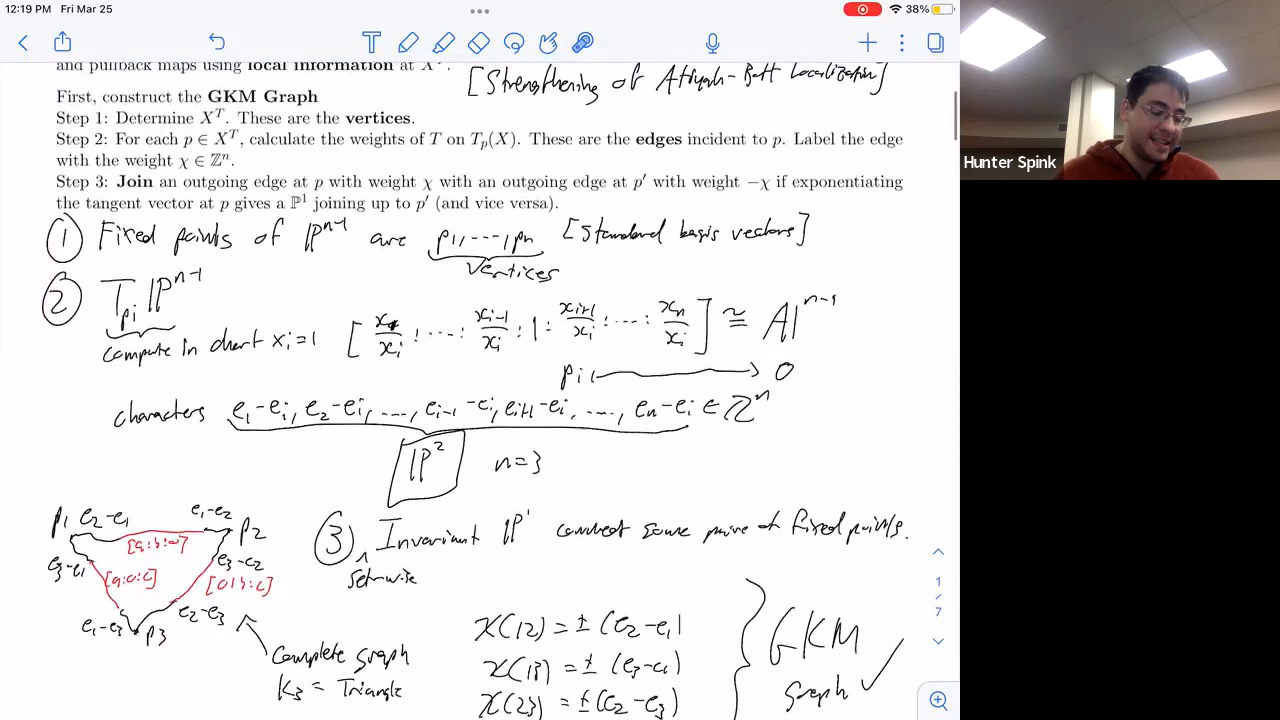 12:19 PM Fri Mar 25
38%
and pullback maps using local information at X
[Strengthening of Atiyah-Bott Localization]
First, construct the GKM Graph
Step 1: Determine X^T. These are the vertices.
Step 2: For each p ∈ X^T, calculate the weights of T on T_p(X). These are the edges incident to p. Label the edge
with the weight χ ∈ ℤ^n.
Step 3: Join an outgoing edge at p with weight χ with an outgoing edge at p′ with weight −χ if exponentiating
the tangent vector at p gives a ℙ^1 joining up to p′ (and vice versa).
① Fixed points of ℙ^{n-1} are p_1, ..., p_n [Standard basis vectors]
vertices
② T_{p_i} ℙ^{n-1}
compute in chart x_i=1 [x_1/x_i : ... : x_{i-1}/x_i : 1 : x_{i+1}/x_i : ... : x_n/x_i] ≅ 𝔸^{n-1}
p_i → 0
characters e_1-e_i, e_2-e_i, ..., e_{i-1}-e_i, e_{i+1}-e_i, ..., e_n-e_i ∈ ℤ^n
ℙ^2 n=3
p_1 e_2-e_1 e_1-e_2 p_2
[a:b:0]
e_3-e_1 [a:0:c] [0:b:c] e_3-e_2
e_1-e_3 p_3 e_2-e_3
③ Invariant ℙ^1 connect some pairs of fixed points.
set-wise
Complete graph
K_3 = Triangle
χ(12) = ± (e_2-e_1)
χ(13) = ± (e_3-e_1)
χ(23) = ± (e_2-e_3)
GKM
graph ✓
1
/
7
Hunter Spink